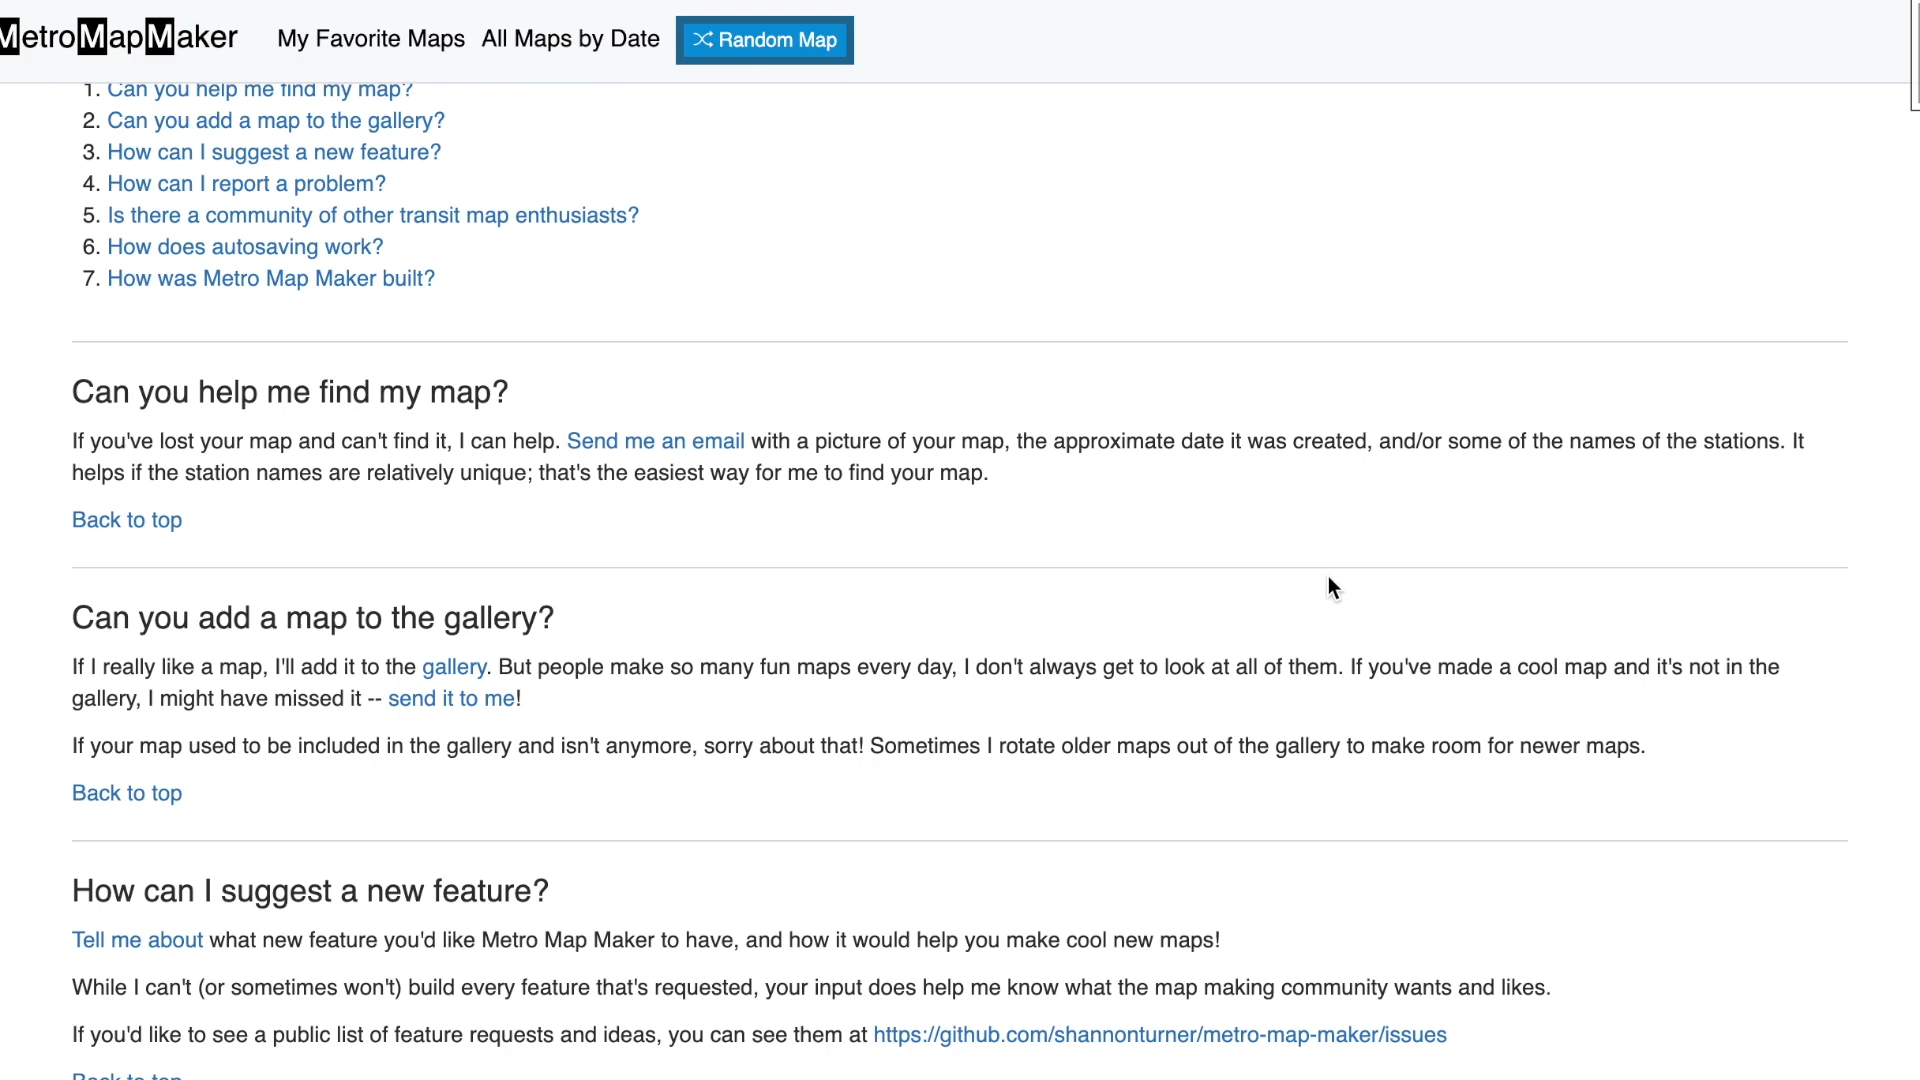 MetroMapMaker My Favorite Maps All Maps by Date Random Map
1. Can you help me find my map?
2. Can you add a map to the gallery?
3. How can I suggest a new feature?
4. How can I report a problem?
5. Is there a community of other transit map enthusiasts?
6. How does autosaving work?
7. How was Metro Map Maker built?
Can you help me find my map?
If you've lost your map and can't find it, I can help. Send me an email with a picture of your map, the approximate date it was created, and/or some of the names of the stations. It
helps if the station names are relatively unique; that's the easiest way for me to find your map.
Back to top
Can you add a map to the gallery?
If I really like a map, I'll add it to the gallery. But people make so many fun maps every day, I don't always get to look at all of them. If you've made a cool map and it's not in the
gallery, I might have missed it -- send it to me!
If your map used to be included in the gallery and isn't anymore, sorry about that! Sometimes I rotate older maps out of the gallery to make room for newer maps.
Back to top
How can I suggest a new feature?
Tell me about what new feature you'd like Metro Map Maker to have, and how it would help you make cool new maps!
While I can't (or sometimes won't) build every feature that's requested, your input does help me know what the map making community wants and likes.
If you'd like to see a public list of feature requests and ideas, you can see them at https://github.com/shannonturner/metro-map-maker/issues
Back to top